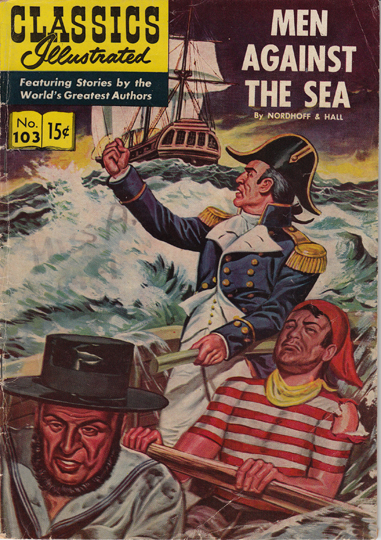 CLASSICS
Illustrated
Featuring Stories by the
World's Greatest Authors
No.
103
15¢
MEN
AGAINST
THE SEA
By NORDHOFF & HALL